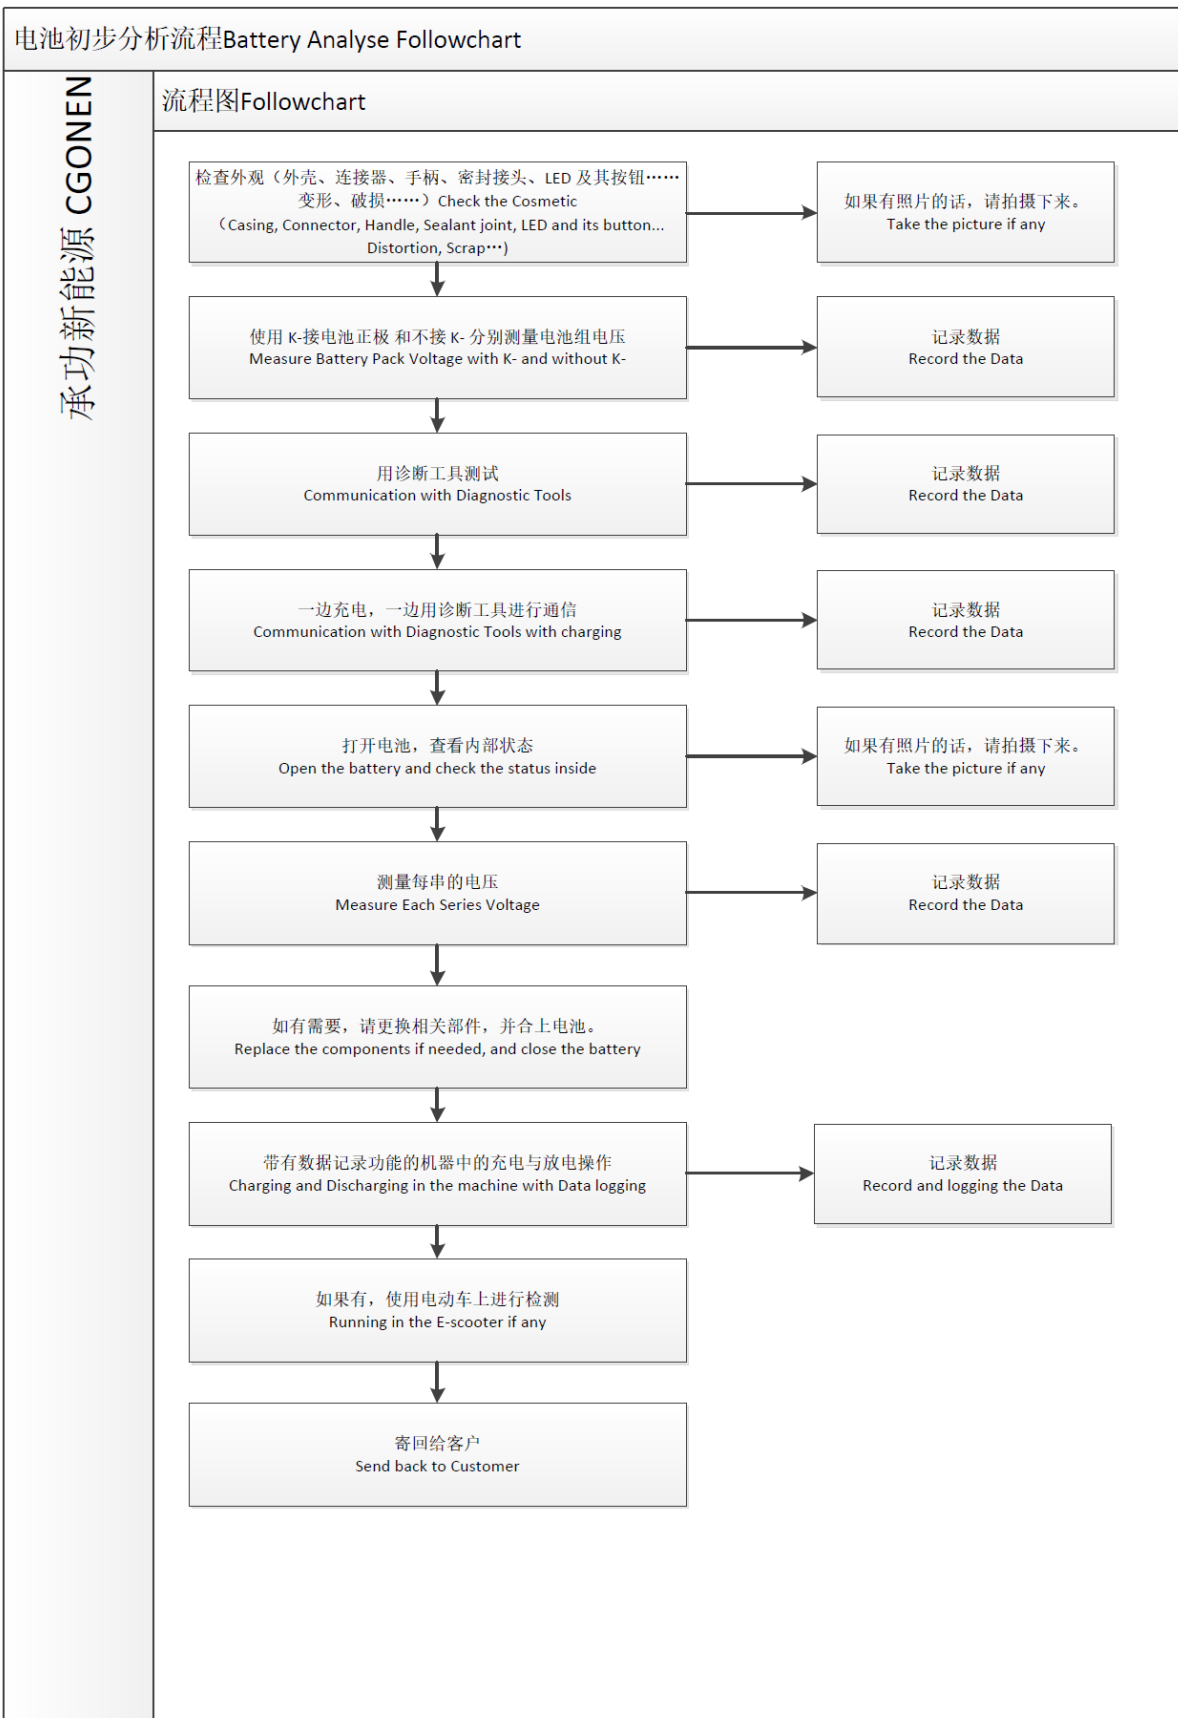 电池初步分析流程Battery Analyse Followchart
承功新能源 CGONEN
流程图Followchart
检查外观（外壳、连接器、手柄、密封接头、LED 及其按钮……
变形、破损……）Check the Cosmetic
（Casing, Connector, Handle, Sealant joint, LED and its button...
Distortion, Scrap…)
如果有照片的话，请拍摄下来。
Take the picture if any
使用 K-接电池正极 和不接 K- 分别测量电池组电压
Measure Battery Pack Voltage with K- and without K-
记录数据
Record the Data
用诊断工具测试
Communication with Diagnostic Tools
记录数据
Record the Data
一边充电，一边用诊断工具进行通信
Communication with Diagnostic Tools with charging
记录数据
Record the Data
打开电池，查看内部状态
Open the battery and check the status inside
如果有照片的话，请拍摄下来。
Take the picture if any
测量每串的电压
Measure Each Series Voltage
记录数据
Record the Data
如有需要，请更换相关部件，并合上电池。
Replace the components if needed, and close the battery
带有数据记录功能的机器中的充电与放电操作
Charging and Discharging in the machine with Data logging
记录数据
Record and logging the Data
如果有，使用电动车上进行检测
Running in the E-scooter if any
寄回给客户
Send back to Customer